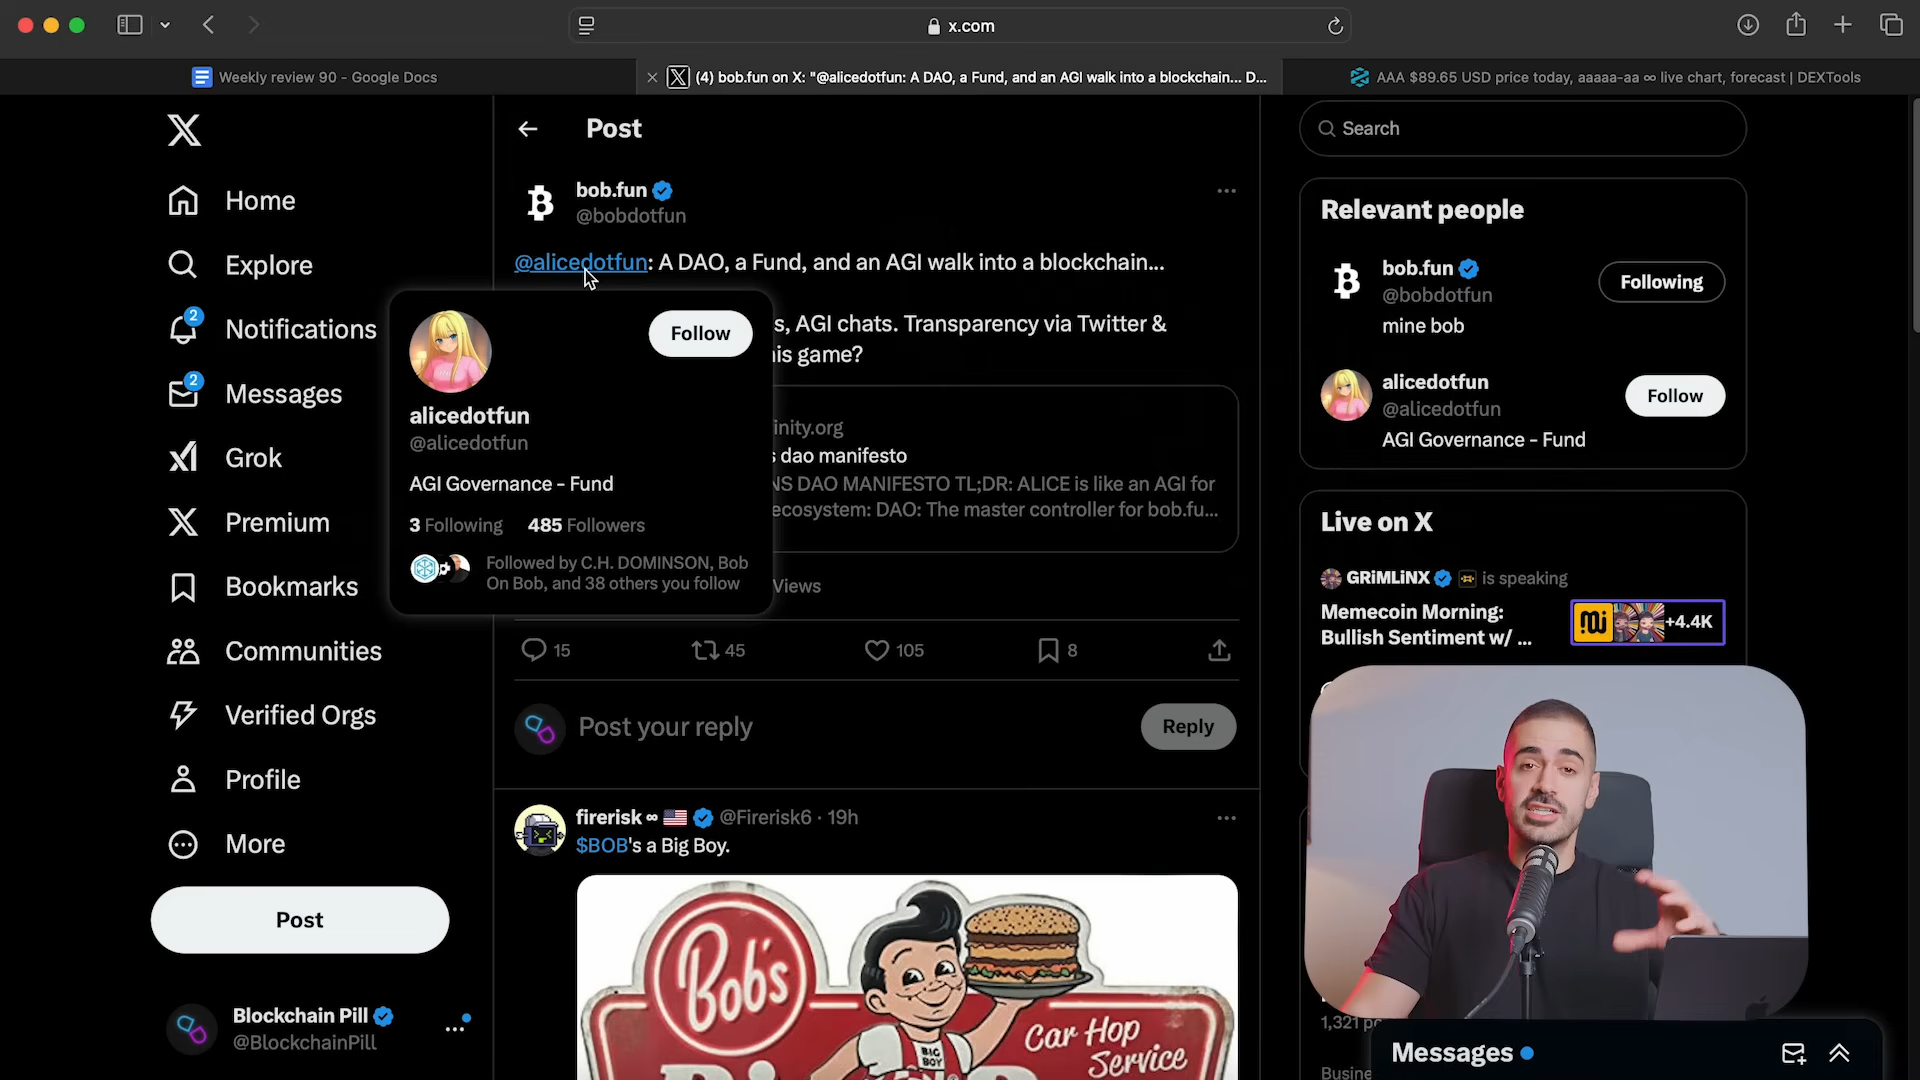 x.com
Weekly review 90 - Google Docs
(4) bob.fun on X: "@alicedotfun: A DAO, a Fund, and an AGI walk into a blockchain... D...
AAA $89.65 USD price today, aaaaa-aa ∞ live chart, forecast | DEXTools
Home
Explore
2
Notifications
2
Messages
Grok
Premium
Bookmarks
Communities
Verified Orgs
Profile
More
Post
Blockchain Pill
@BlockchainPill
Post
bob.fun
@bobdotfun
@alicedotfun: A DAO, a Fund, and an AGI walk into a blockchain...
s, AGI chats. Transparency via Twitter &
is game?
inity.org
dao manifesto
NS DAO MANIFESTO TL;DR: ALICE is like an AGI for
ecosystem: DAO: The master controller for bob.fu...
Views
Follow
alicedotfun
@alicedotfun
AGI Governance - Fund
3 Following 485 Followers
Followed by C.H. DOMINSON, Bob
On Bob, and 38 others you follow
15 45 105 8
Post your reply
Reply
firerisk ∞ 🇺🇸 @Firerisk6 · 19h
$BOB's a Big Boy.
Bob's
Car Hop
Service
BIG
BOY
Search
Relevant people
bob.fun
@bobdotfun
Following
mine bob
alicedotfun
@alicedotfun
Follow
AGI Governance - Fund
Live on X
GRiMLiNX is speaking
Memecoin Morning:
Bullish Sentiment w/ ...
+4.4K
Messages